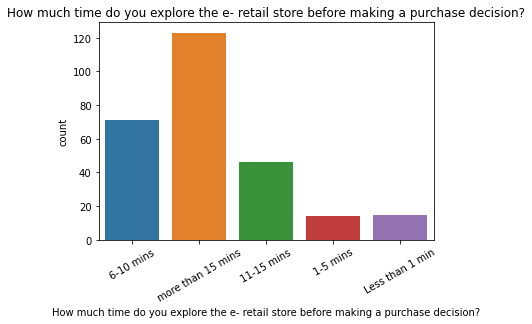 How much time do you explore the e- retail store before making a purchase decision?
120
100
80
60
40
20
0
count
6-10 mins
more than 15 mins
11-15 mins
1-5 mins
Less than 1 min
How much time do you explore the e- retail store before making a purchase decision?